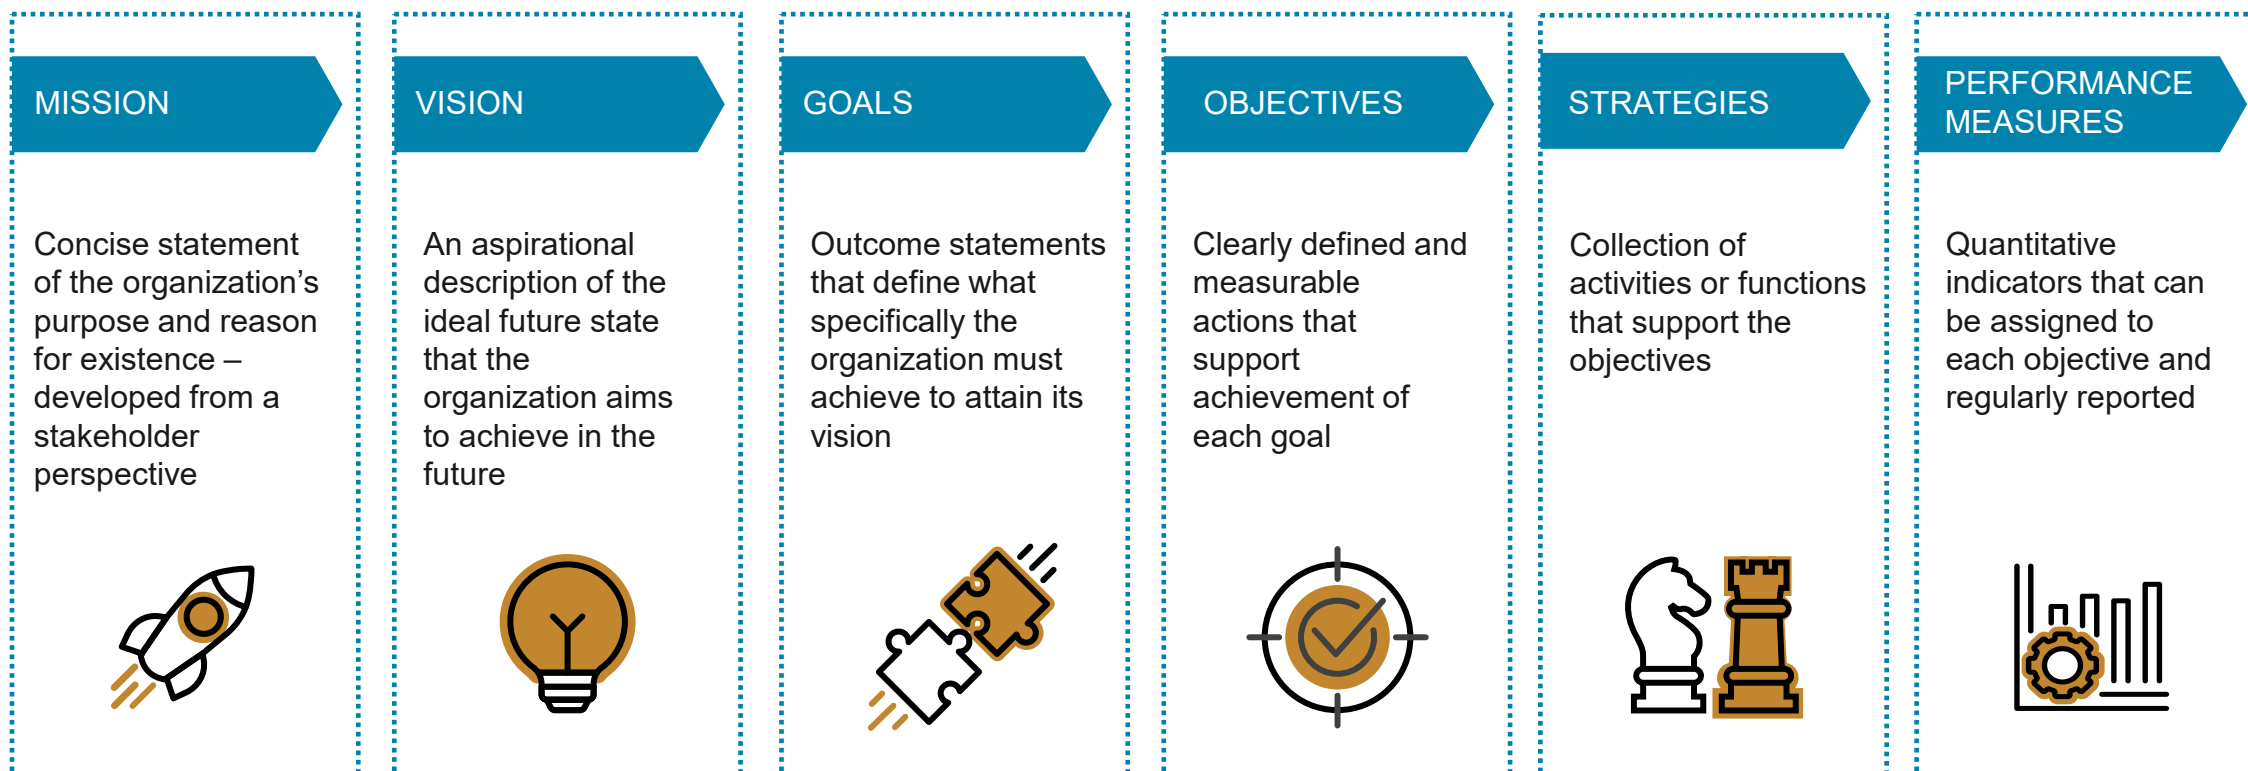 MISSION
Concise statement
of the organization’s
purpose and reason
for existence –
developed from a
stakeholder
perspective
VISION
An aspirational
description of the
ideal future state
that the
organization aims
to achieve in the
future
GOALS
Outcome statements
that define what
specifically the
organization must
achieve to attain its
vision
OBJECTIVES
Clearly defined and
measurable
actions that
support
achievement of
each goal
STRATEGIES
Collection of
activities or functions
that support the
objectives
PERFORMANCE
MEASURES
Quantitative
indicators that can
be assigned to
each objective and
regularly reported